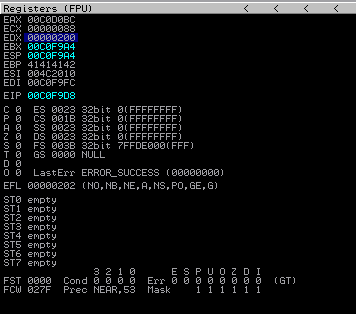 Registers (FPU) < < < <
EAX 00C0D0BC
ECX 00000088
EDX 00000200
EBX 00C0F9A4
ESP 00C0F9A4
EBP 41414142
ESI 004C2010
EDI 00C0F9FC
EIP 00C0F9D8
C 0 ES 0023 32bit 0(FFFFFFFF)
P 0 CS 001B 32bit 0(FFFFFFFF)
A 0 SS 0023 32bit 0(FFFFFFFF)
Z 0 DS 0023 32bit 0(FFFFFFFF)
S 0 FS 003B 32bit 7FFDE000(FFF)
T 0 GS 0000 NULL
D 0
O 0 LastErr ERROR_SUCCESS (00000000)
EFL 00000202 (NO,NB,NE,A,NS,PO,GE,G)
ST0 empty
ST1 empty
ST2 empty
ST3 empty
ST4 empty
ST5 empty
ST6 empty
ST7 empty
3 2 1 0 E S P U O Z D I
FST 0000 Cond 0 0 0 0 Err 0 0 0 0 0 0 0 0 (GT)
FCW 027F Prec NEAR,53 Mask 1 1 1 1 1 1